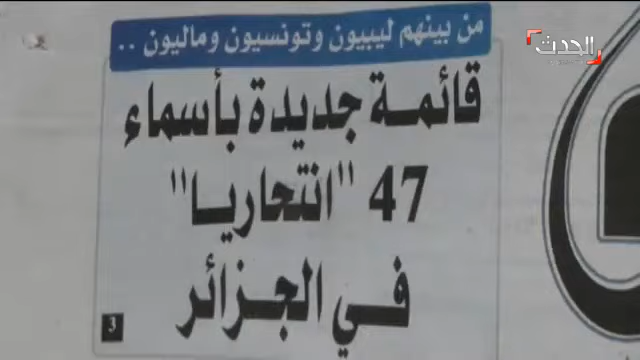 من بينهم ليبيون وتونسيون وماليون ..
الحدث
قائمة جديدة بأسماء
47 "انتحاريا"
في الجزائر
3